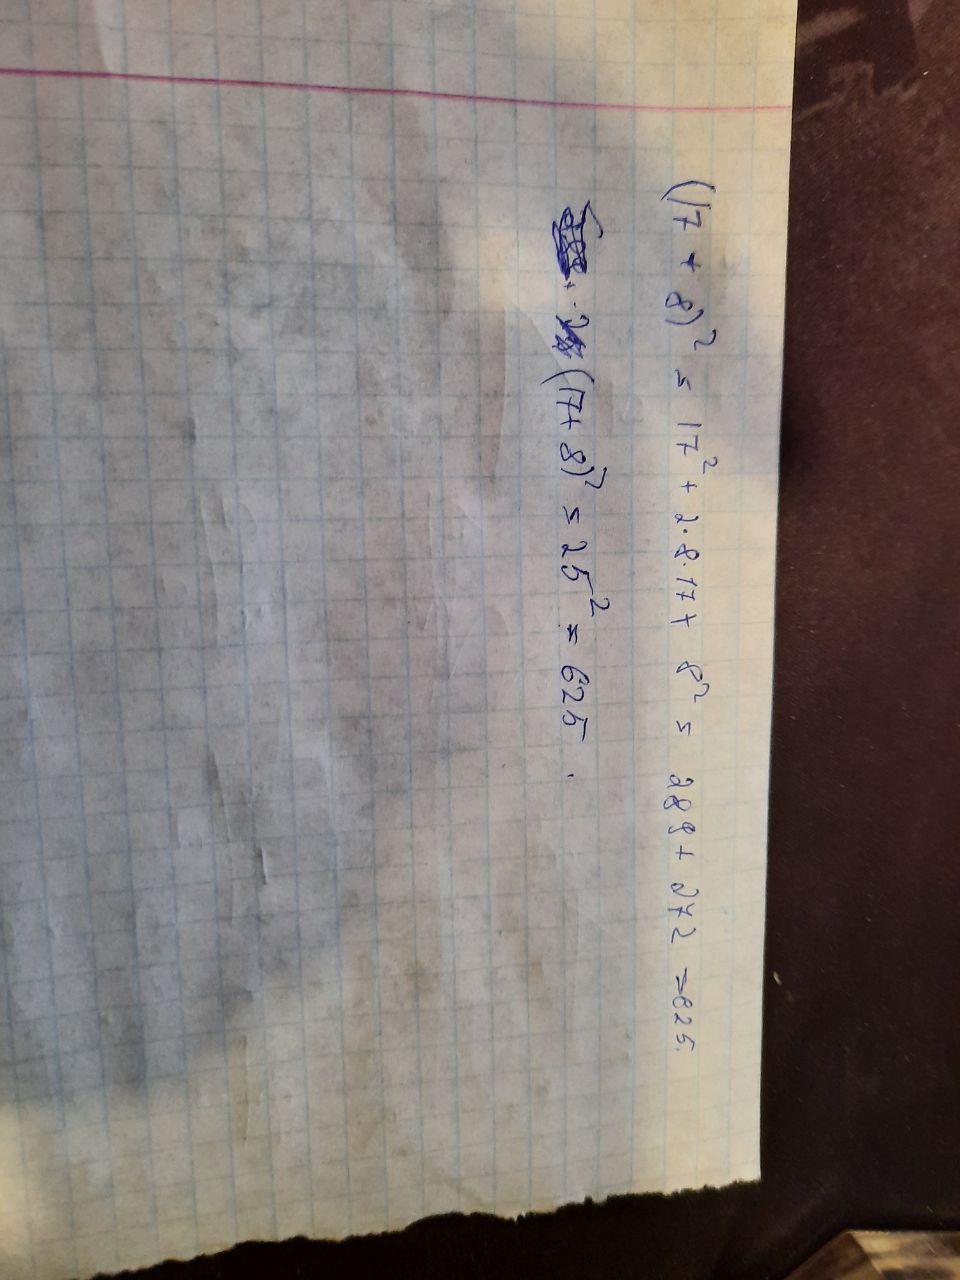 (17 + 8)² = 17² + 2·8·17 + 8² = 289 + 272 = 625.
(17 + 8)² = 25² = 625.